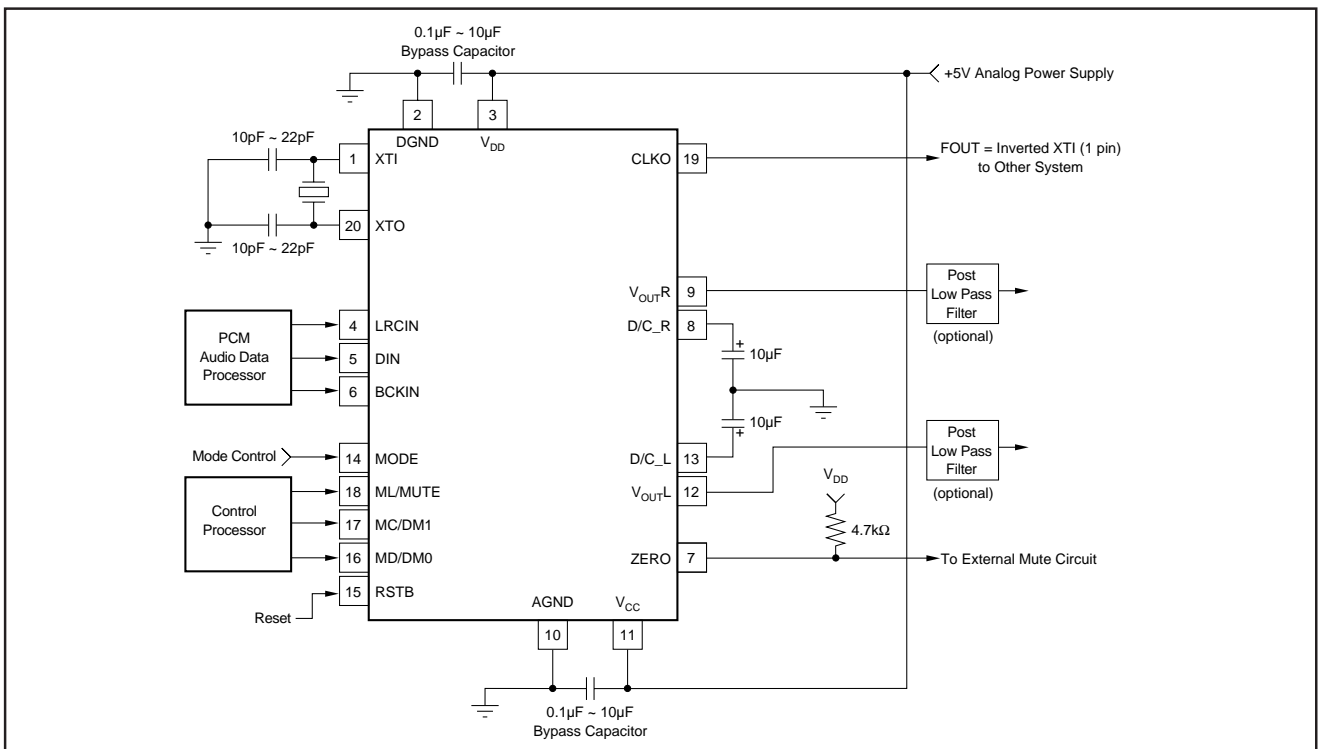 0.1µF ~ 10µF
Bypass Capacitor
+5V Analog Power Supply
2
3
DGND
VDD
10pF ~ 22pF
1
XTI
CLKO
19
FOUT = Inverted XTI (1 pin)
to Other System
20
XTO
10pF ~ 22pF
VOUTR
9
Post
Low Pass
Filter
(optional)
D/C_R
8
+
10µF
PCM
Audio Data
Processor
4
LRCIN
5
DIN
6
BCKIN
10µF
+
Mode Control
14
MODE
D/C_L
13
Post
Low Pass
Filter
(optional)
VOUTL
12
Control
Processor
18
ML/MUTE
17
MC/DM1
16
MD/DM0
VDD
4.7kΩ
ZERO
7
To External Mute Circuit
15
RSTB
Reset
AGND
VCC
10
11
0.1µF ~ 10µF
Bypass Capacitor